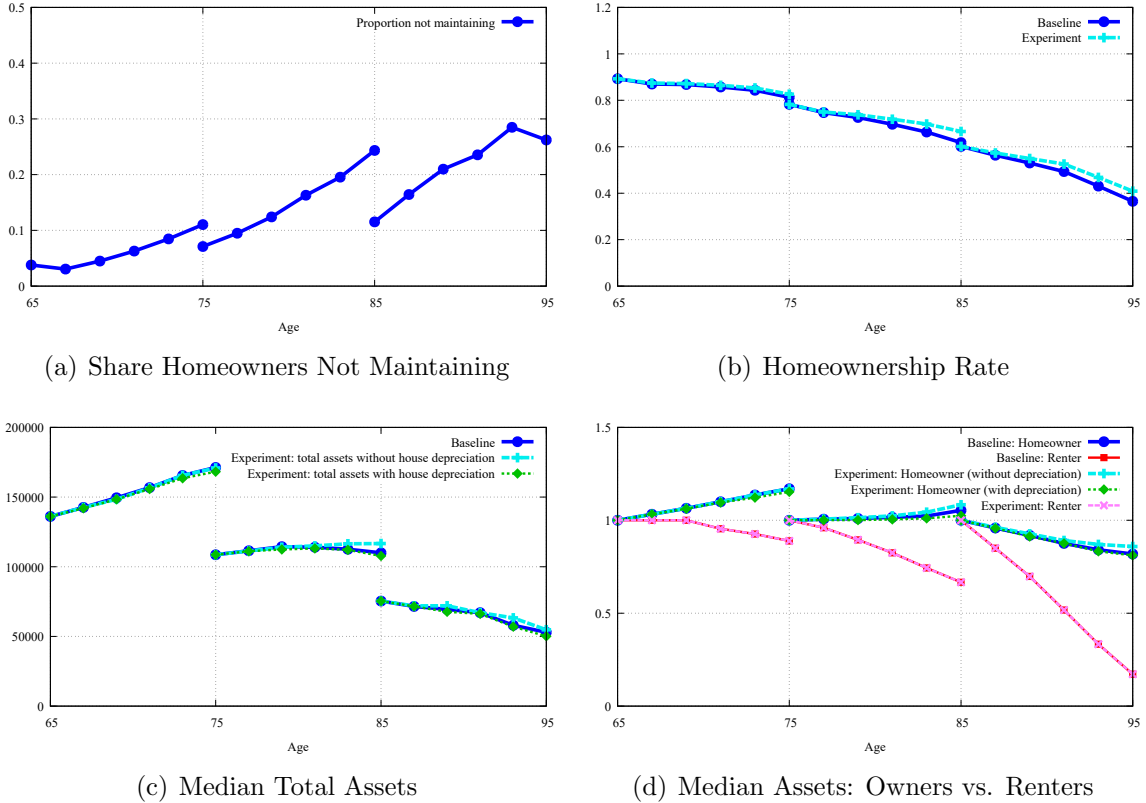 0.5
0.4
0.3
0.2
0.1
0
65
75
85
95
Age
Proportion not maintaining
(a) Share Homeowners Not Maintaining
1.2
1
0.8
0.6
0.4
0.2
0
65
75
85
95
Age
Baseline
Experiment
(b) Homeownership Rate
200000
150000
100000
50000
0
65
75
85
95
Age
Baseline
Experiment: total assets without house depreciation
Experiment: total assets with house depreciation
(c) Median Total Assets
1.5
1
0.5
0
65
75
85
95
Age
Baseline: Homeowner
Baseline: Renter
Experiment: Homeowner (without depreciation)
Experiment: Homeowner (with depreciation)
Experiment: Renter
(d) Median Assets: Owners vs. Renters